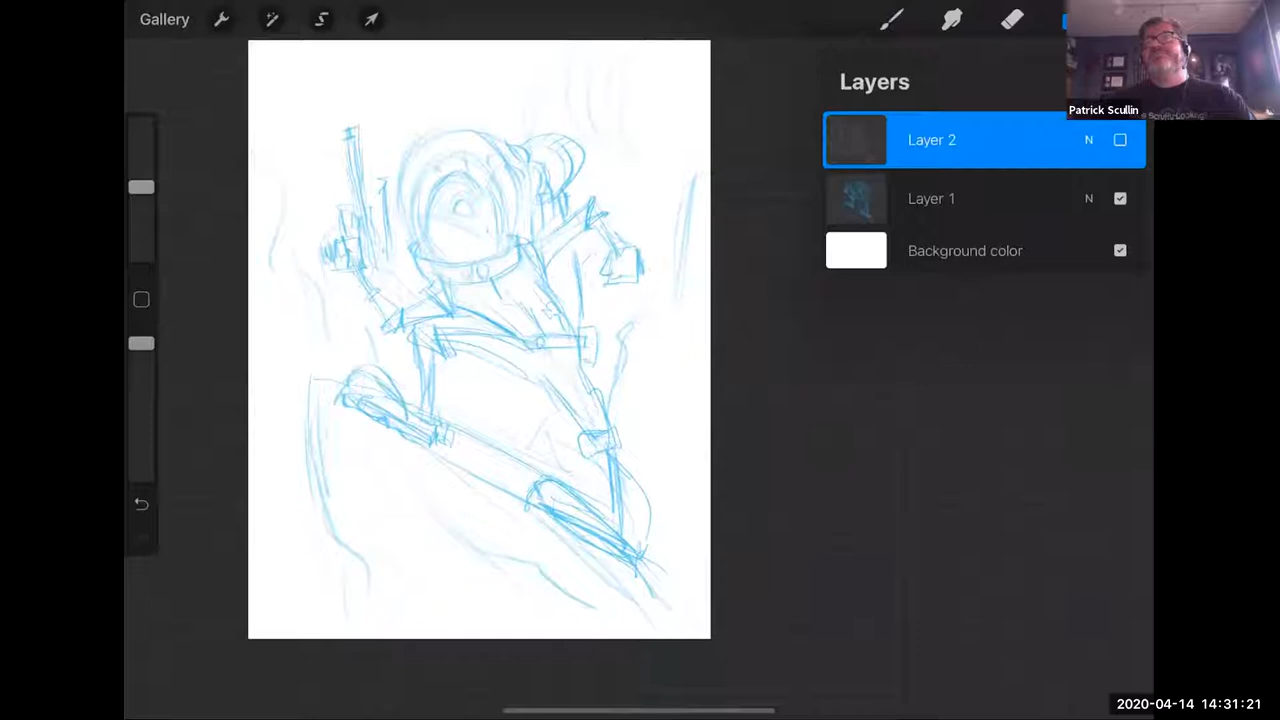 Gallery
Layers
Patrick Scullin
Layer 2 N
Layer 1 N
Background color
2020-04-14 14:31:21